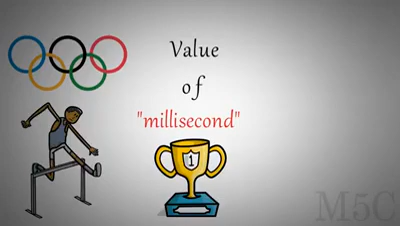 Value
of
"millisecond"
1
M5C